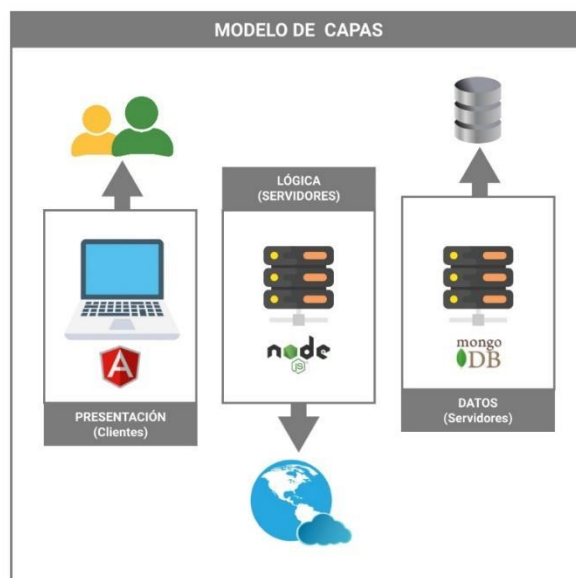 MODELO DE CAPAS
LÓGICA
(SERVIDORES)
A
node
JS
mongo
DB
PRESENTACIÓN
(Clientes)
DATOS
(Servidores)